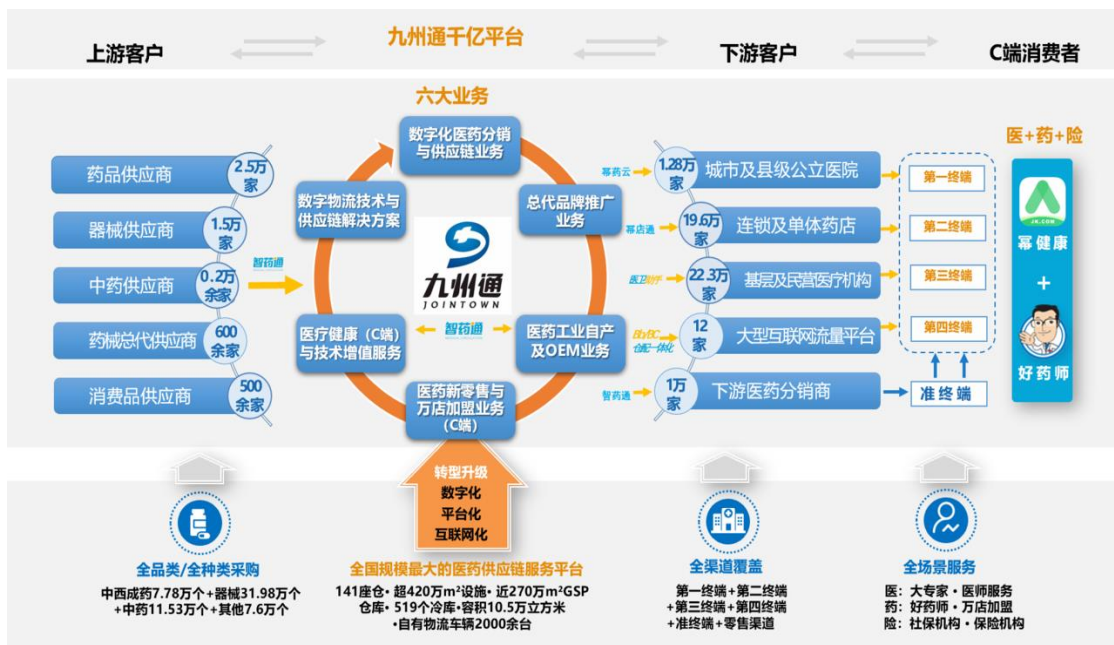 上游客户
九州通千亿平台
下游客户
C端消费者
六大业务
药品供应商
2.5万
家
器械供应商
1.5万
家
中药供应商
0.2万
余家
药械总代供应商
600
余家
消费品供应商
500
余家
智药通
数字化医药分销
与供应链业务
总代品牌推广
业务
医药工业自产
及OEM业务
医药新零售与
万店加盟业务
(C端)
医疗健康（C端）
与技术增值服务
数字物流技术与
供应链解决方案
九州通
JOINTOWN
智药通
幂药云
1.28万
家
城市及县级公立医院
幂店通
19.6万
家
连锁及单体药店
医卫软件
22.3万
家
基层及民营医疗机构
仓配一体化
12
家
大型互联网流量平台
智药通
1万
家
下游医药分销商
第一终端
第二终端
第三终端
第四终端
准终端
医+药+险
JK.COM
幂健康
+
好药师
转型升级
数字化
平台化
互联网化
全品类/全种类采购
中西成药7.78万个+器械31.98万个
+中药11.53万个+其他7.6万个
全国规模最大的医药供应链服务平台
141座仓·超420万m²设施·近270万m²GSP
仓库·519个冷库·容积10.5万立方米
·自有物流车辆2000余台
全渠道覆盖
第一终端+第二终端
+第三终端+第四终端
+准终端+零售渠道
全场景服务
医：大专家·医师服务
药：好药师·万店加盟
险：社保机构·保险机构